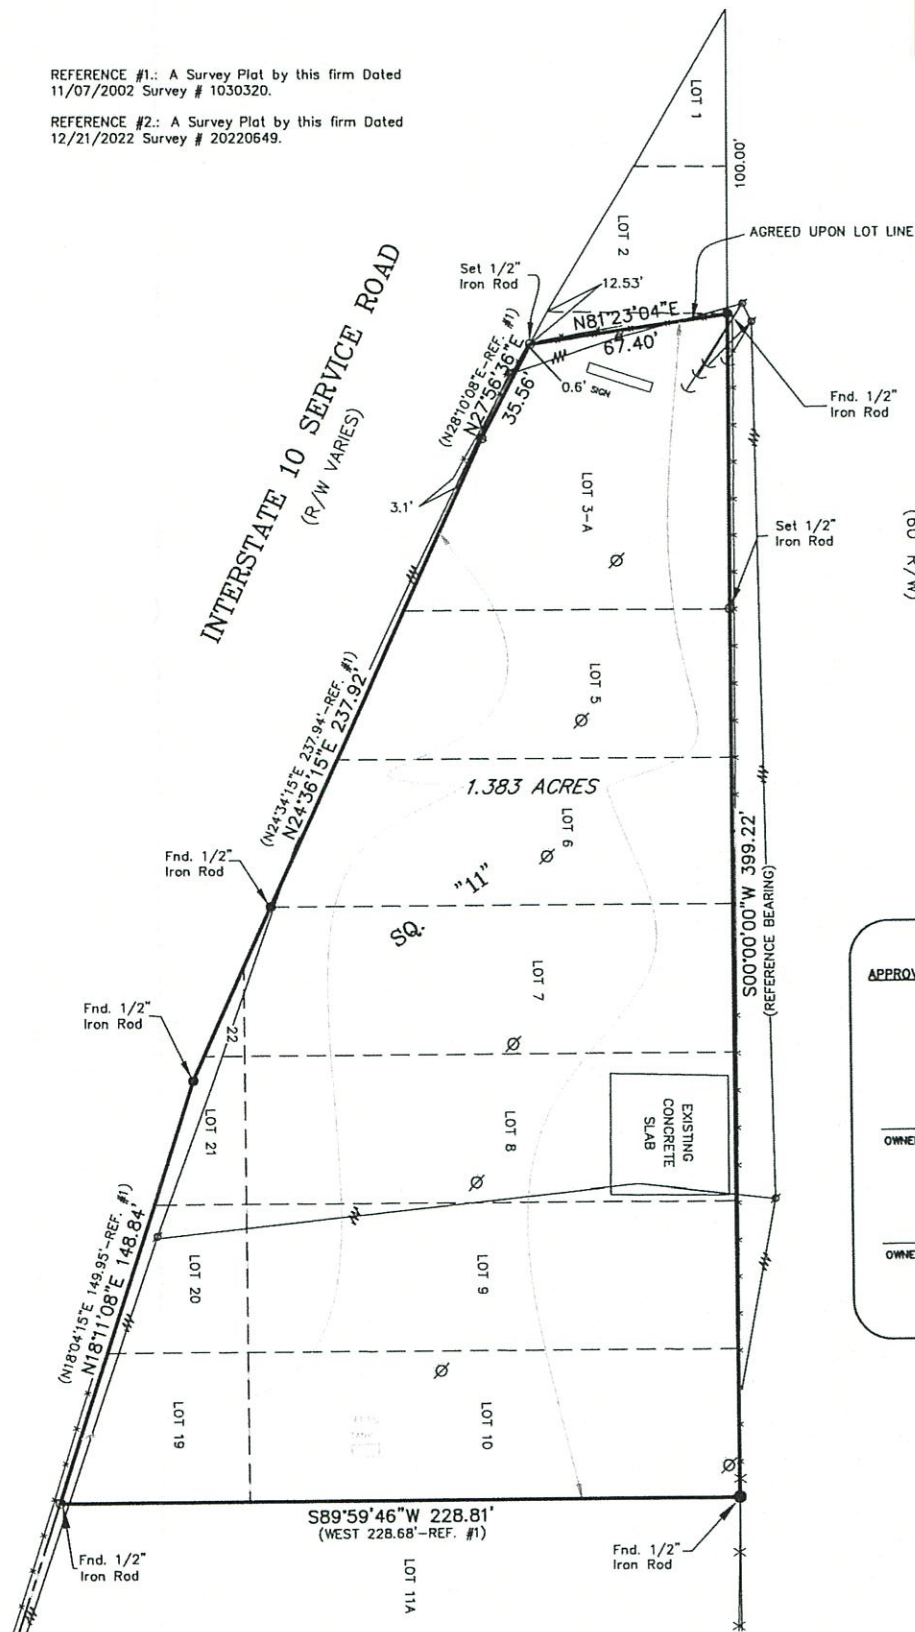 REFERENCE #1.: A Survey Plat by this firm Dated
11/07/2002 Survey # 1030320.
REFERENCE #2.: A Survey Plat by this firm Dated
12/21/2022 Survey # 20220649.
LOT 1
100.00'
LOT 2
AGREED UPON LOT LINE
Set 1/2"
Iron Rod
12.53'
N81°23'04"E
67.40'
0.6' SIGN
Fnd. 1/2"
Iron Rod
INTERSTATE 10 SERVICE ROAD
(R/W VARIES)
(N28°10'08"E-REF. #1)
N27°56'36"E
35.56'
3.1'
LOT 3-A
Set 1/2"
Iron Rod
(60' R/W)
LOT 5
(N24°34'15"E 237.94'-REF. #1)
N24°36'15"E 237.92'
1.383 ACRES
LOT 6
SQ. "11"
Fnd. 1/2"
Iron Rod
S00°00'00"W 399.22'
(REFERENCE BEARING)
LOT 7
APPROV
Fnd. 1/2"
Iron Rod
22
LOT 21
LOT 8
EXISTING
CONCRETE
SLAB
OWNE
(N18°04'15"E 149.95'-REF. #1)
N18°11'08"E 148.84'
LOT 20
LOT 9
OWNE
LOT 19
LOT 10
S89°59'46"W 228.81'
(WEST 228.68'-REF. #1)
Fnd. 1/2"
Iron Rod
Fnd. 1/2"
Iron Rod
LOT 11A